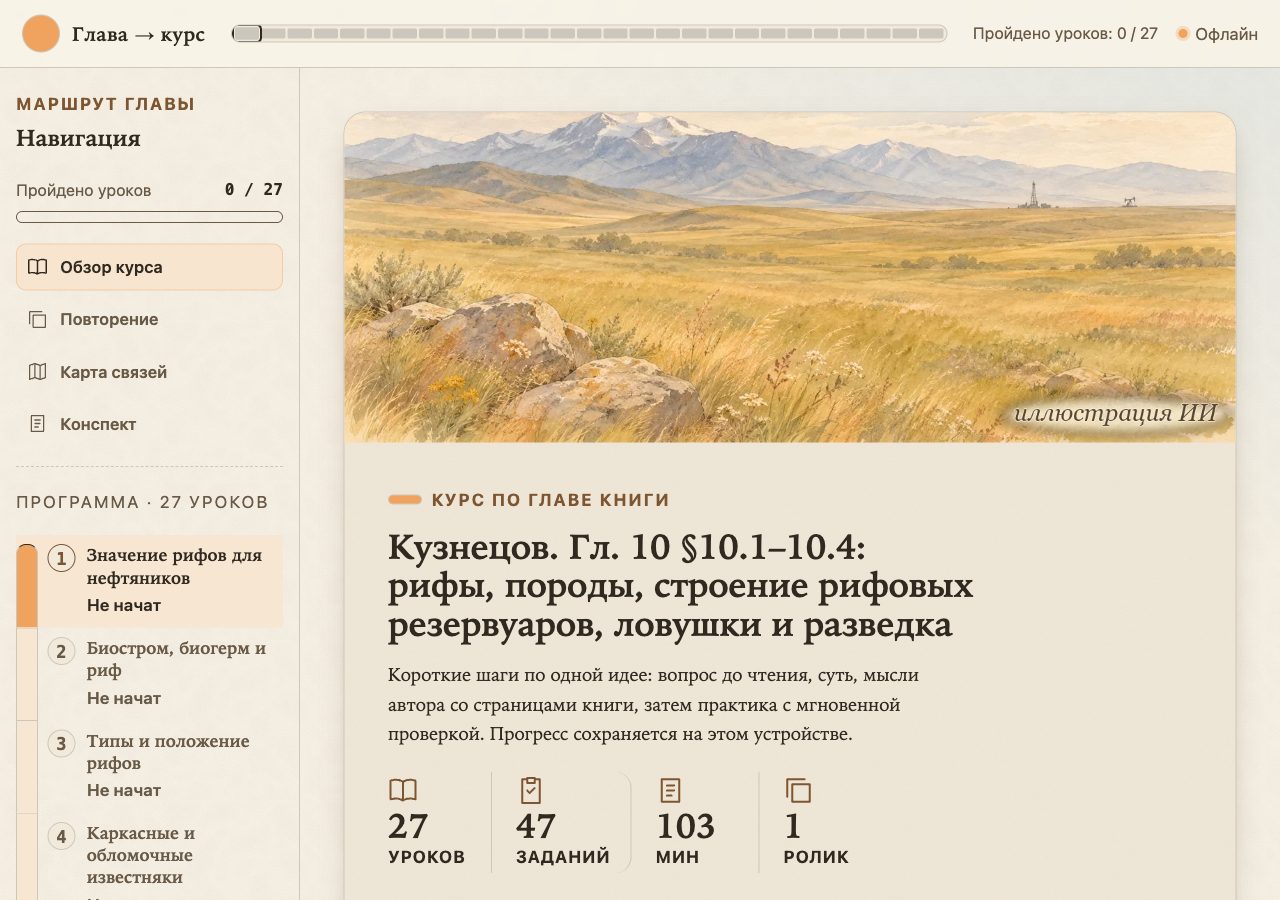 Глава → курс
Пройдено уроков: 0 / 27
Офлайн
МАРШРУТ ГЛАВЫ
Навигация
Пройдено уроков 0 / 27
Обзор курса
Повторение
Карта связей
Конспект
ПРОГРАММА · 27 УРОКОВ
1 Значение рифов для
нефтяников
Не начат
2 Биостром, биогерм и
риф
Не начат
3 Типы и положение
рифов
Не начат
4 Каркасные и
обломочные
известняки
иллюстрация ИИ
КУРС ПО ГЛАВЕ КНИГИ
Кузнецов. Гл. 10 §10.1–10.4:
рифы, породы, строение рифовых
резервуаров, ловушки и разведка
Короткие шаги по одной идее: вопрос до чтения, суть, мысли
автора со страницами книги, затем практика с мгновенной
проверкой. Прогресс сохраняется на этом устройстве.
27
УРОКОВ
47
ЗАДАНИЙ
103
МИН
1
РОЛИК